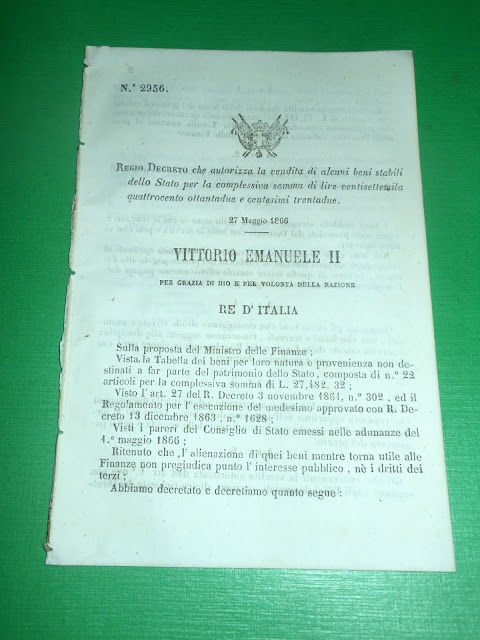 N.° 2956.
REGIO DECRETO che autorizza la vendita di alcuni beni stabili
dello Stato per la complessiva somma di lire ventisettemila
quattrocento ottantadue e centesimi trentadue.
27 Maggio 1866
VITTORIO EMANUELE II
PER GRAZIA DI DIO E PER VOLONTÀ DELLA NAZIONE
RE D'ITALIA
Sulla proposta del Ministro delle Finanze;
Vista la Tabella dei beni per loro natura o provenienza non de-
stinati a far parte del patrimonio dello Stato, composta di n.° 22
articoli per la complessiva somma di L. 27,482. 32;
Visto l'art. 27 del R. Decreto 3 novembre 1861, n.° 302, ed il
Regolamento per l'esecuzione del medesimo approvato con R. De-
creto 13 dicembre 1863, n.° 1628;
Visti i pareri del Consiglio di Stato emessi nelle adunanze del
4.° maggio 1866;
Ritenuto che l'alienazione di quei beni mentre torna utile alle
Finanze non pregiudica punto l'interesse pubblico, nè i dritti dei
terzi;
Abbiamo decretato e decretiamo quanto segue: